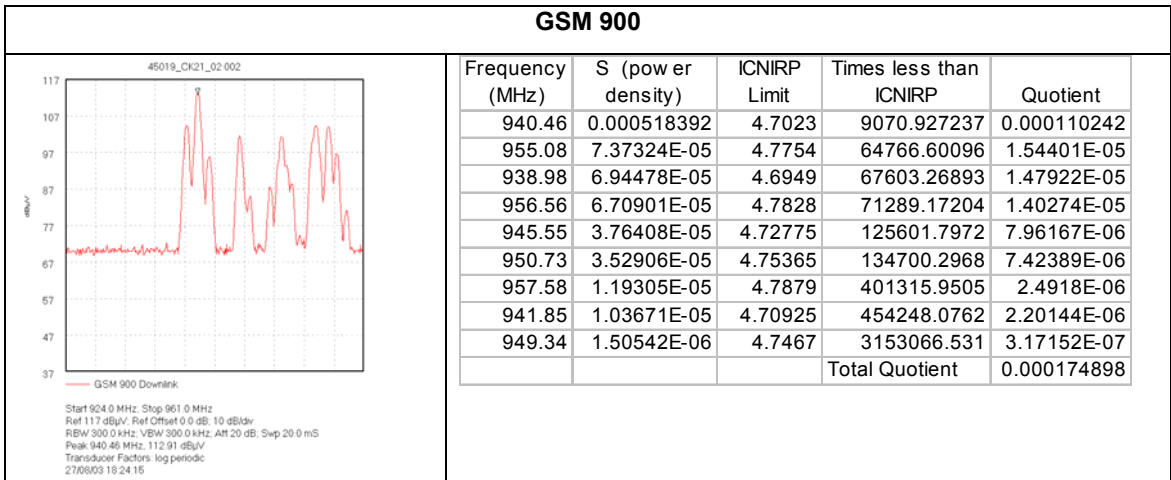 GSM 900
45019_CK21_02 002
117
107
97
87
77
67
57
47
37
dBµV
GSM 900 Downlink
Start 924.0 MHz; Stop 961.0 MHz
Ref 117 dBµV; Ref Offset 0.0 dB; 10 dB/div
RBW 300.0 kHz; VBW 300.0 kHz; Att 20 dB; Swp 20.0 mS
Peak 940.46 MHz, 112.91 dBµV
Transducer Factors: log periodic
27/08/03 18:24:15
Frequency (MHz) S (pow er density) ICNIRP Limit Times less than ICNIRP Quotient
940.46 0.000518392 4.7023 9070.927237 0.000110242
955.08 7.37324E-05 4.7754 64766.60096 1.54401E-05
938.98 6.94478E-05 4.6949 67603.26893 1.47922E-05
956.56 6.70901E-05 4.7828 71289.17204 1.40274E-05
945.55 3.76408E-05 4.72775 125601.7972 7.96167E-06
950.73 3.52906E-05 4.75365 134700.2968 7.42389E-06
957.58 1.19305E-05 4.7879 401315.9505 2.4918E-06
941.85 1.03671E-05 4.70925 454248.0762 2.20144E-06
949.34 1.50542E-06 4.7467 3153066.531 3.17152E-07
Total Quotient 0.000174898